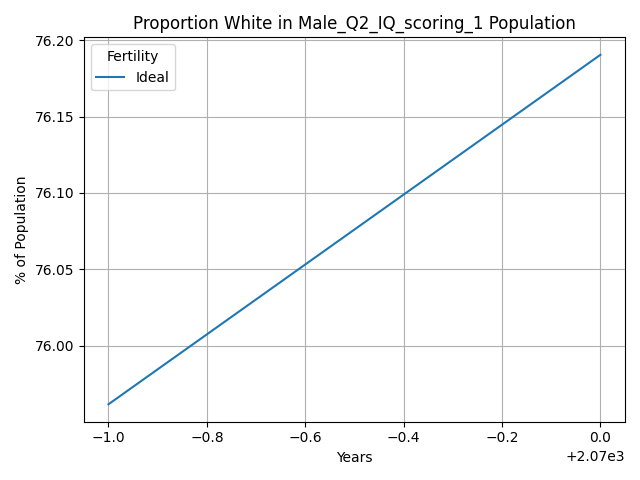 Proportion White in Male_Q2_IQ_scoring_1 Population
76.20
76.15
76.10
76.05
76.00
% of Population
Fertility
Ideal
−1.0 −0.8 −0.6 −0.4 −0.2 0.0
+2.07e3
Years